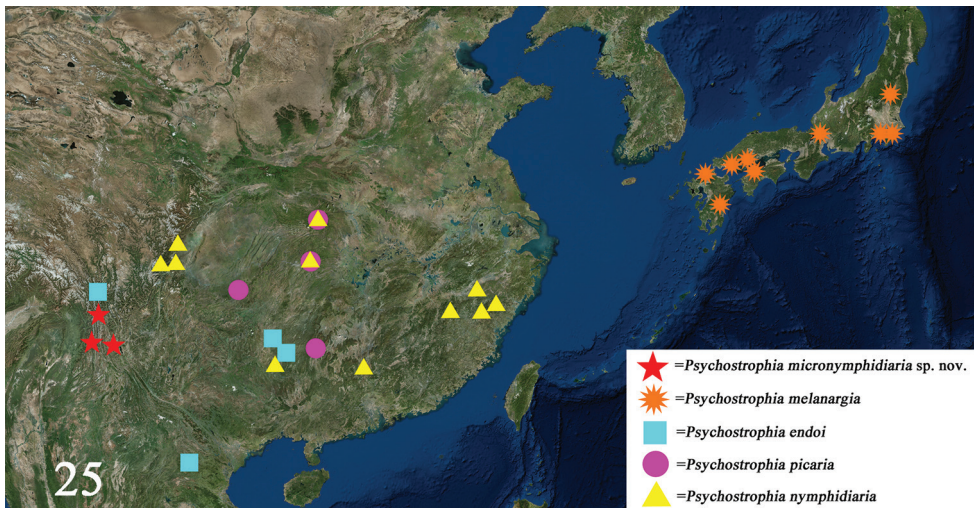 25
=Psychostrophia micronymphidiaria sp. nov.
=Psychostrophia melanargia
=Psychostrophia endoi
=Psychostrophia picaria
=Psychostrophia nymphidiaria